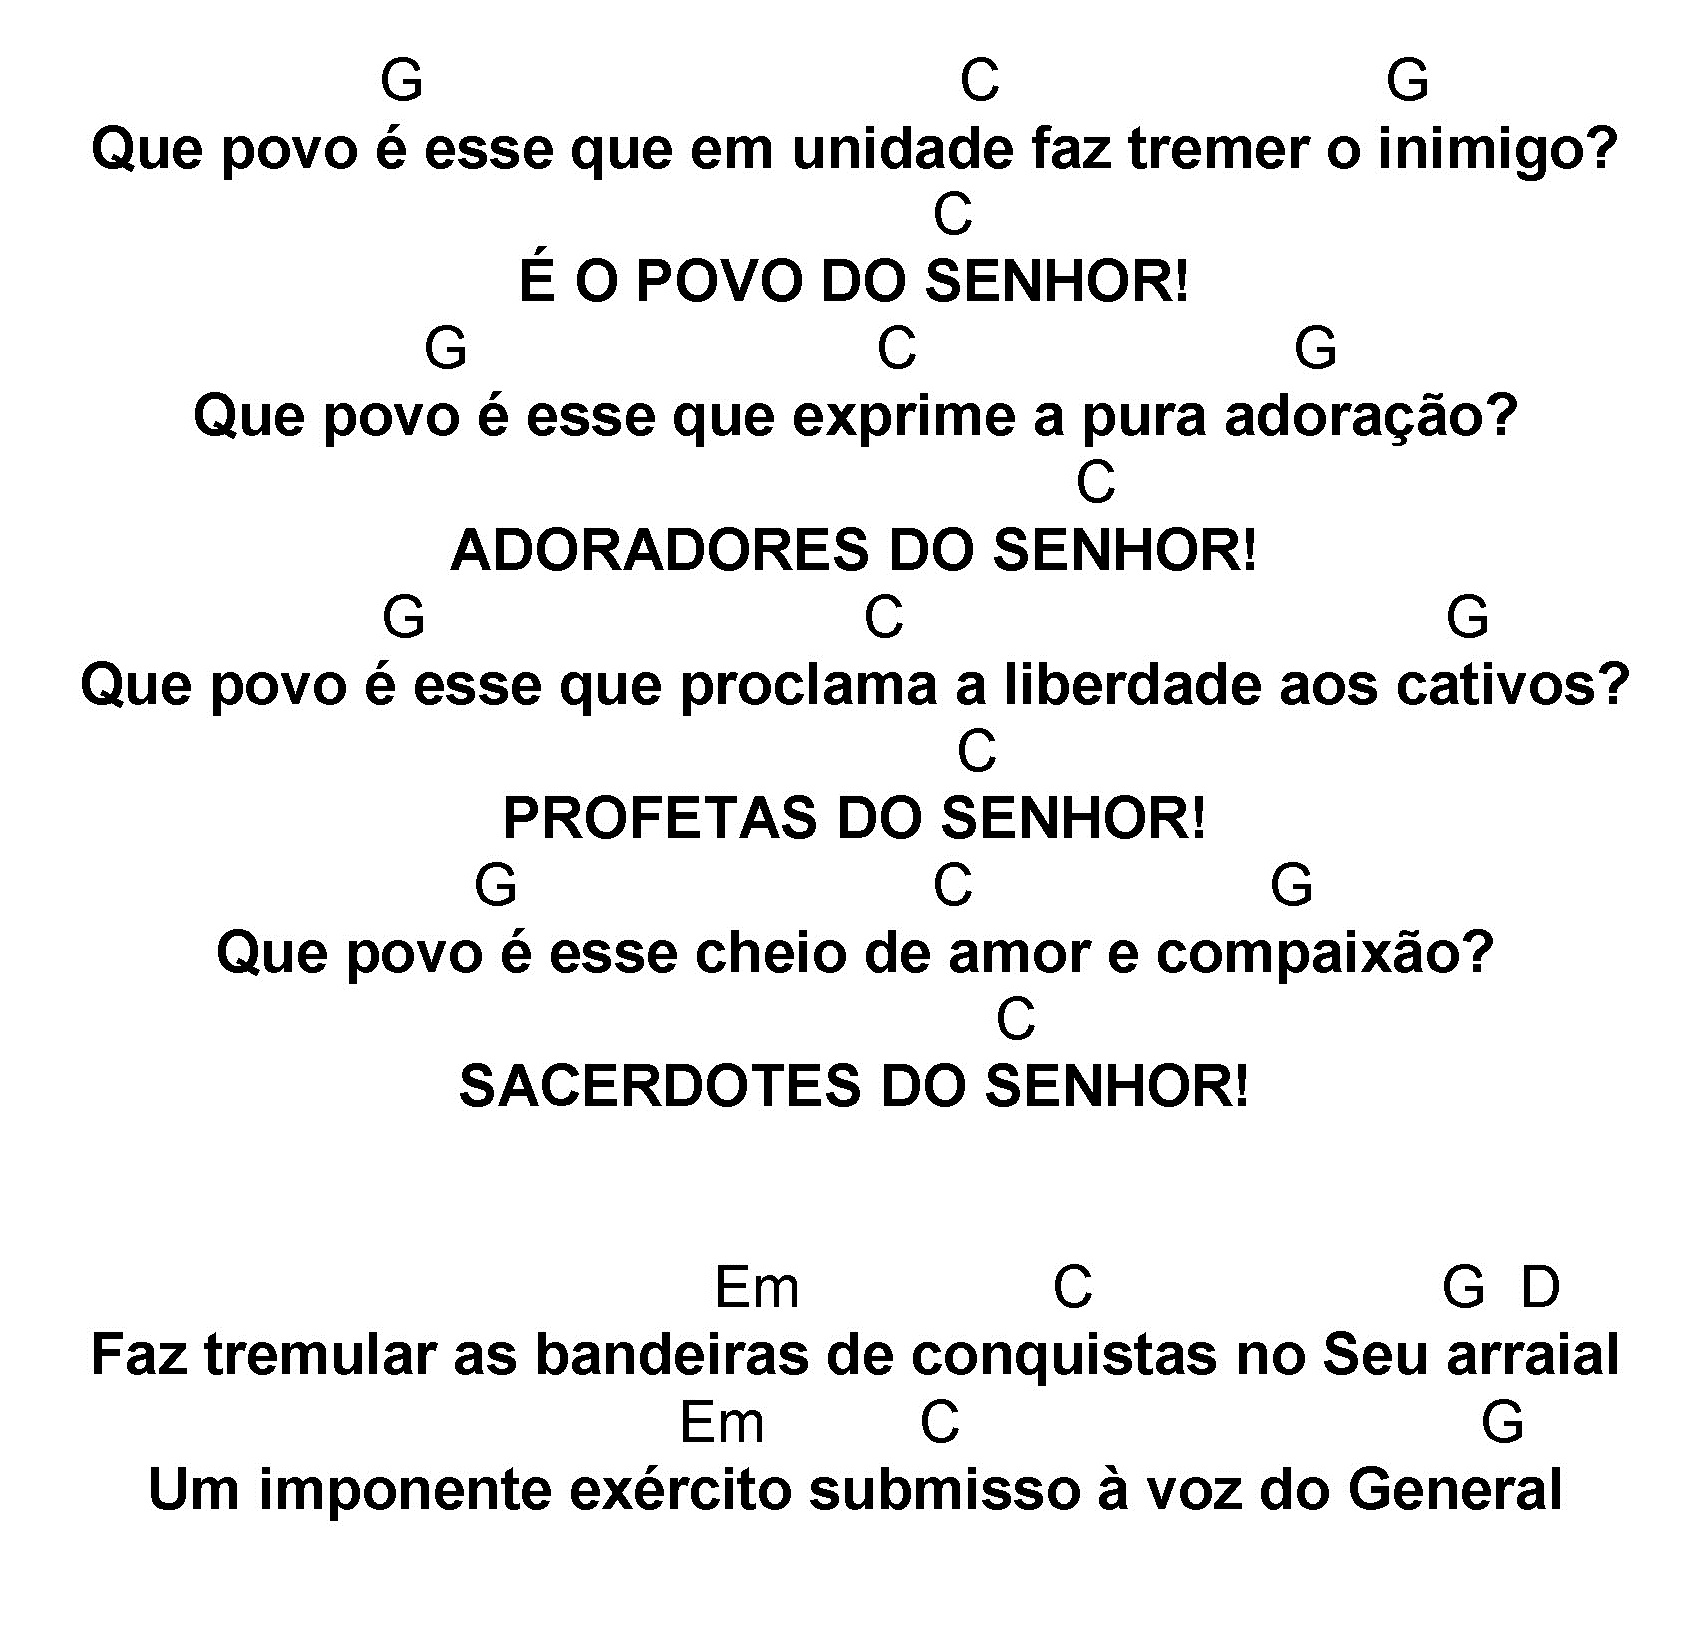 G C G
Que povo é esse que em unidade faz tremer o inimigo?
C
É O POVO DO SENHOR!
G C G
Que povo é esse que exprime a pura adoração?
C
ADORADORES DO SENHOR!
G C G
Que povo é esse que proclama a liberdade aos cativos?
C
PROFETAS DO SENHOR!
G C G
Que povo é esse cheio de amor e compaixão?
C
SACERDOTES DO SENHOR!
Em C G D
Faz tremular as bandeiras de conquistas no Seu arraial
Em C G
Um imponente exército submisso à voz do General